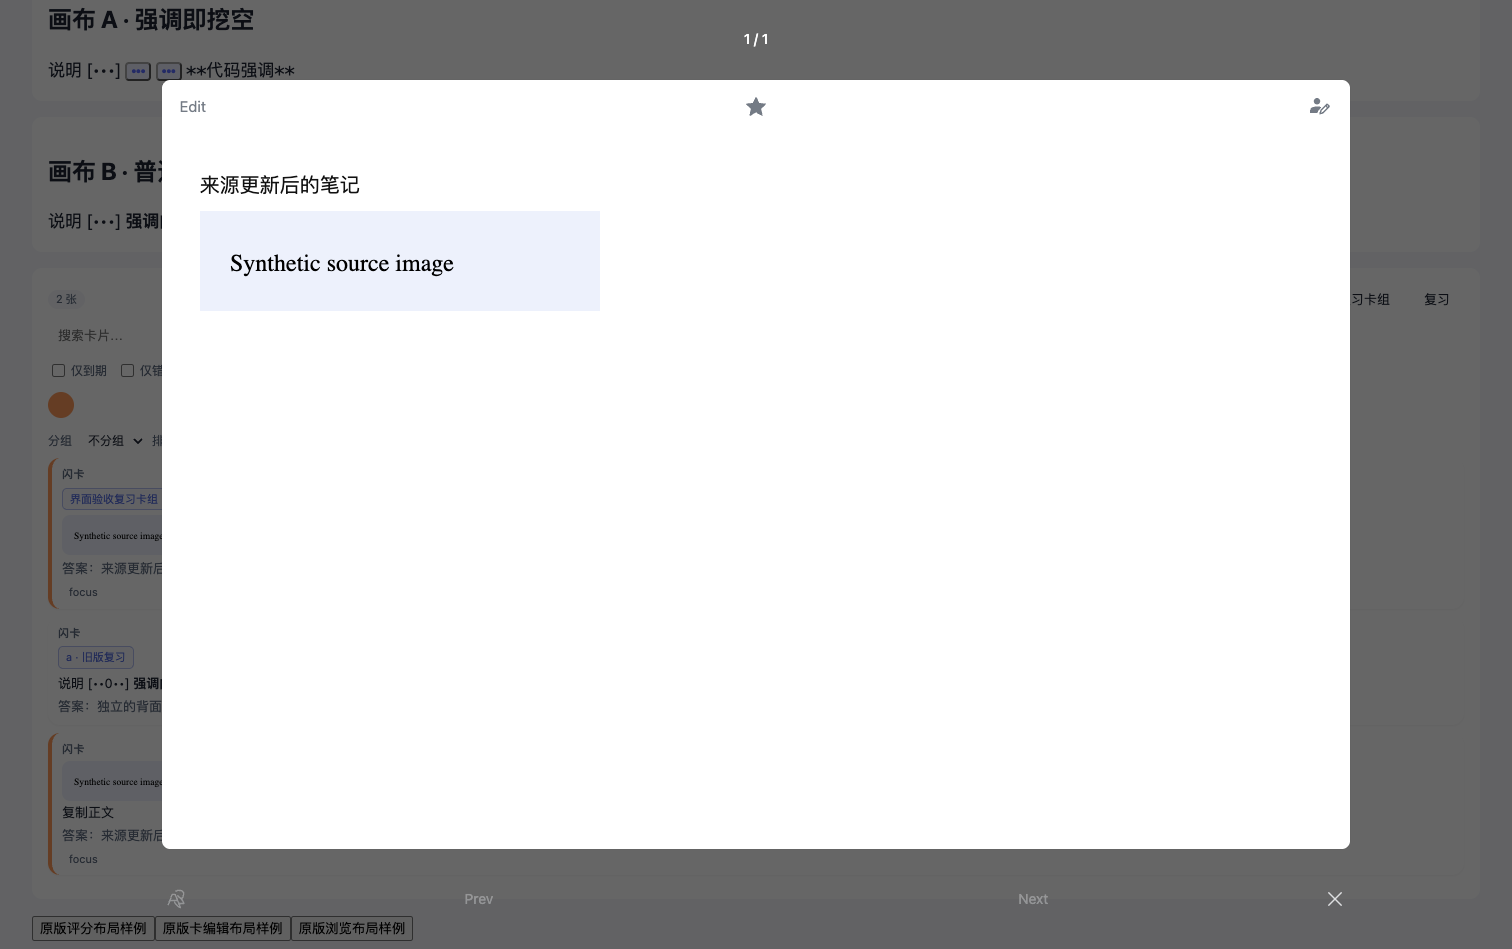 画布 A · 强调即挖空
1 / 1
说明 [···] ••• ••• **代码强调**
Edit
画布 B · 普
来源更新后的笔记
说明 [···] 强调
Synthetic source image
2 张
习卡组 复习
搜索卡片...
仅到期 仅错
分组 不分组 排
闪卡
界面验收复习卡组
Synthetic source image
答案：来源更新后
focus
闪卡
a · 旧版复习
说明 [··0··] 强调
答案：独立的背面
闪卡
Synthetic source image
复制正文
答案：来源更新后
focus
Prev Next
原版评分布局样例 原版卡编辑布局样例 原版浏览布局样例